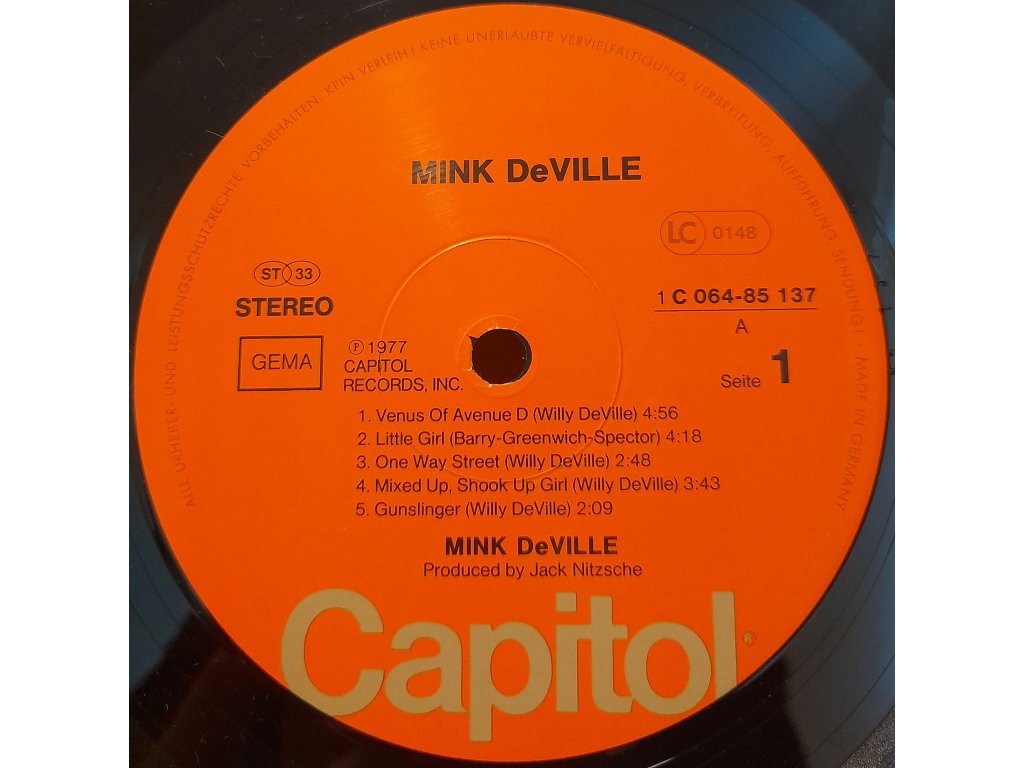 ALLE URHEBER- UND LEISTUNGSSCHUTZRECHTE VORBEHALTEN, KEIN VERLEIH! KEINE UNERLAUBTE VERVIELFÄLTIGUNG, VERBREITUNG, AUFFÜHRUNG, SENDUNG! • MADE IN GERMANY
MINK DeVILLE
LC 0148
ST 33
STEREO
1 C 064-85 137
A
GEMA
℗ 1977
CAPITOL
RECORDS, INC.
Seite 1
1. Venus Of Avenue D (Willy DeVille) 4:56
2. Little Girl (Barry-Greenwich-Spector) 4:18
3. One Way Street (Willy DeVille) 2:48
4. Mixed Up, Shook Up Girl (Willy DeVille) 3:43
5. Gunslinger (Willy DeVille) 2:09
MINK DeVILLE
Produced by Jack Nitzsche
Capitol®